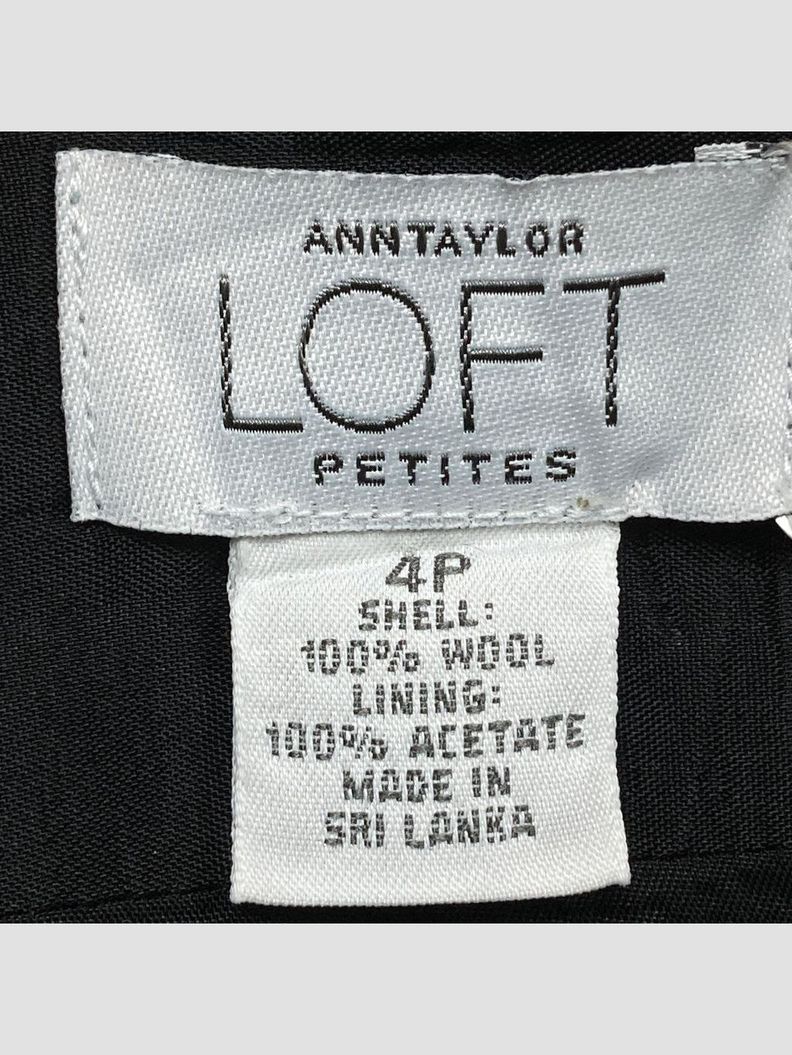 ANNTAYLOR
LOFT
PETITES
4P
SHELL:
100% WOOL
LINING:
100% ACETATE
MADE IN
SRI LANKA